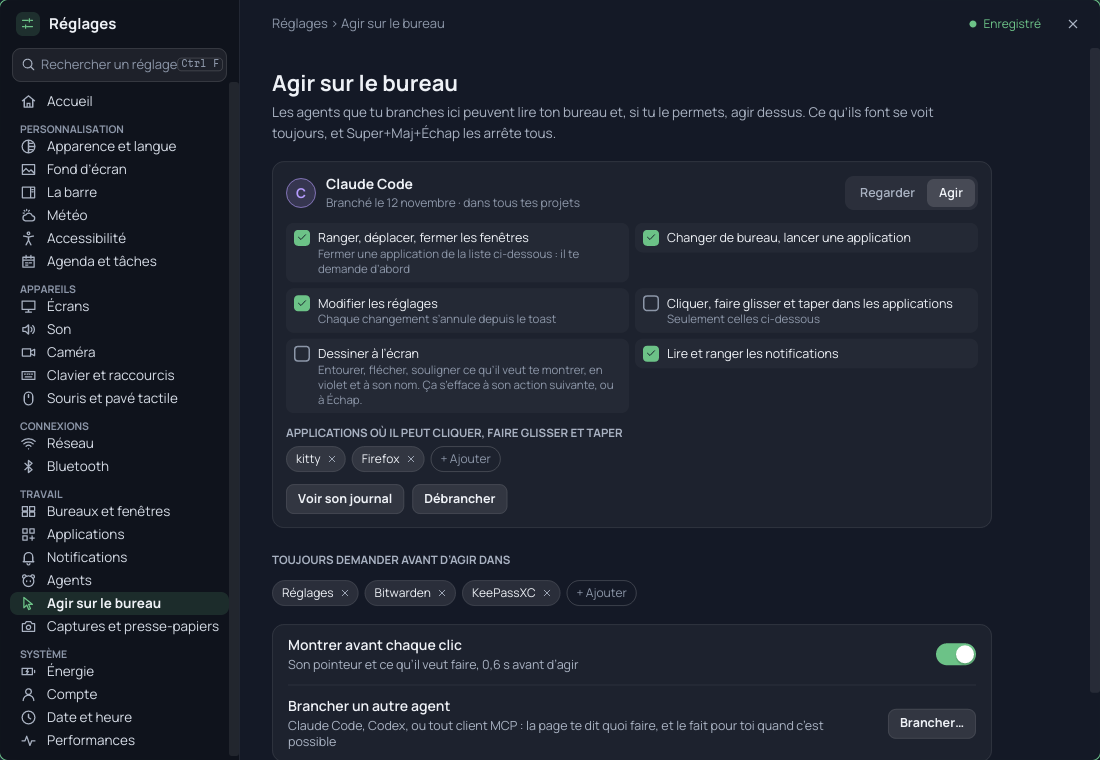 Réglages
Rechercher un réglage
Ctrl F
Accueil
PERSONNALISATION
Apparence et langue
Fond d'écran
La barre
Météo
Accessibilité
Agenda et tâches
APPAREILS
Écrans
Son
Caméra
Clavier et raccourcis
Souris et pavé tactile
CONNEXIONS
Réseau
Bluetooth
TRAVAIL
Bureaux et fenêtres
Applications
Notifications
Agents
Agir sur le bureau
Captures et presse-papiers
SYSTÈME
Énergie
Compte
Date et heure
Performances
Réglages › Agir sur le bureau
Enregistré
Agir sur le bureau
Les agents que tu branches ici peuvent lire ton bureau et, si tu le permets, agir dessus. Ce qu'ils font se voit
toujours, et Super+Maj+Échap les arrête tous.
C
Claude Code
Branché le 12 novembre · dans tous tes projets
Regarder
Agir
Ranger, déplacer, fermer les fenêtres
Fermer une application de la liste ci-dessous : il te
demande d'abord
Changer de bureau, lancer une application
Modifier les réglages
Chaque changement s'annule depuis le toast
Cliquer, faire glisser et taper dans les applications
Seulement celles ci-dessous
Dessiner à l'écran
Entourer, flécher, souligner ce qu'il veut te montrer, en
violet et à son nom. Ça s'efface à son action suivante, ou
à Échap.
Lire et ranger les notifications
APPLICATIONS OÙ IL PEUT CLIQUER, FAIRE GLISSER ET TAPER
kitty ×
Firefox ×
+ Ajouter
Voir son journal
Débrancher
TOUJOURS DEMANDER AVANT D'AGIR DANS
Réglages ×
Bitwarden ×
KeePassXC ×
+ Ajouter
Montrer avant chaque clic
Son pointeur et ce qu'il veut faire, 0,6 s avant d'agir
Brancher un autre agent
Claude Code, Codex, ou tout client MCP : la page te dit quoi faire, et le fait pour toi quand c'est
possible
Brancher…